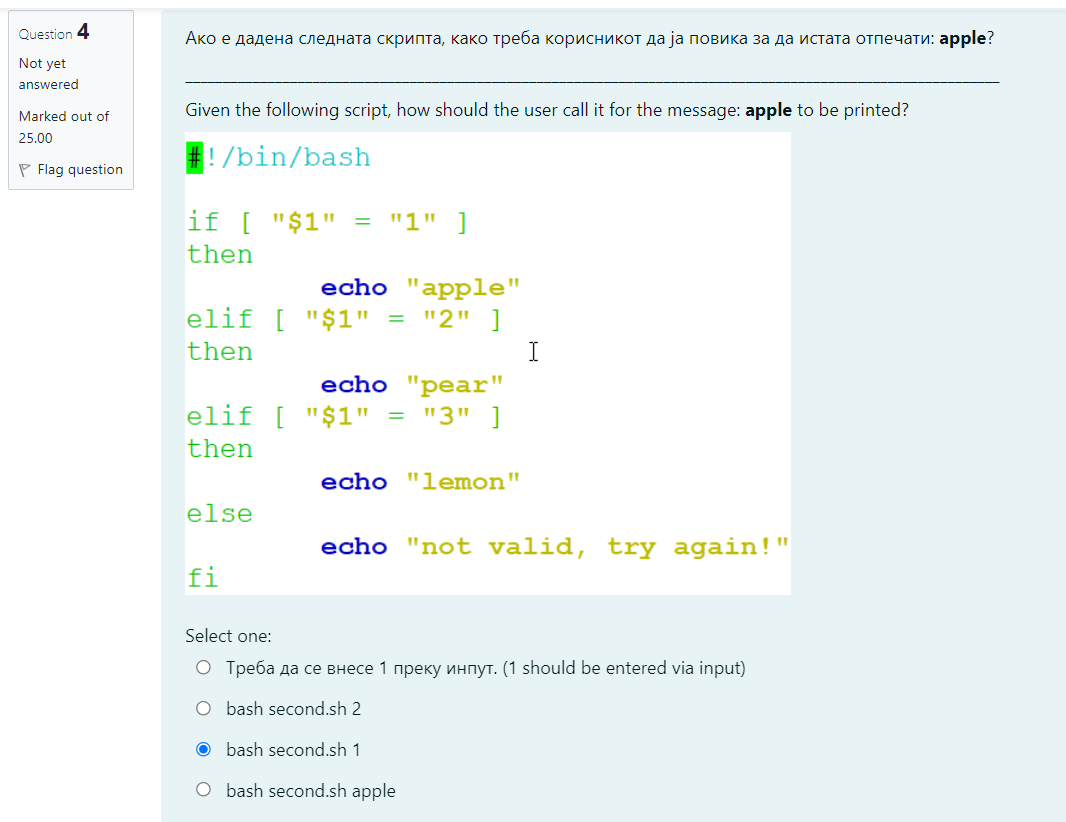 Question 4
Not yet
answered
Marked out of
25.00
Flag question
Ако е дадена следната скрипта, како треба корисникот да ја повика за да истата отпечати: apple?
Given the following script, how should the user call it for the message: apple to be printed?
#!/bin/bash
if [ "$1" = "1" ]
then
echo "apple"
elif [ "$1" = "2" ]
then
echo "pear"
elif [ "$1" = "3" ]
then
echo "lemon"
else
echo "not valid, try again!"
fi
Select one:
Треба да се внесе 1 преку инпут. (1 should be entered via input)
bash second.sh 2
bash second.sh 1
bash second.sh apple